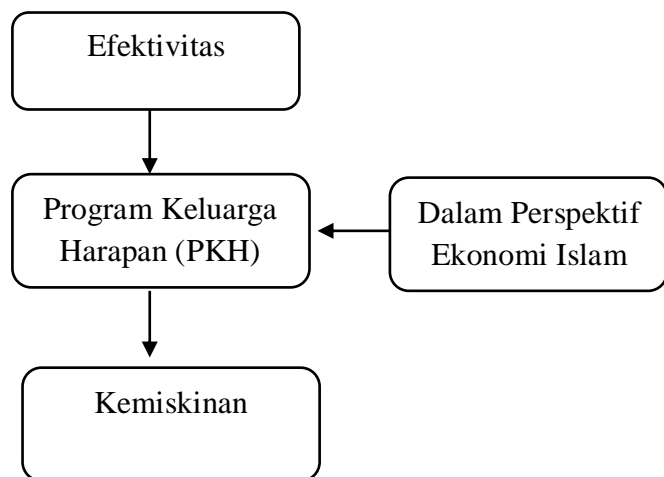 Efektivitas
Program Keluarga
Harapan (PKH)
Dalam Perspektif
Ekonomi Islam
Kemiskinan